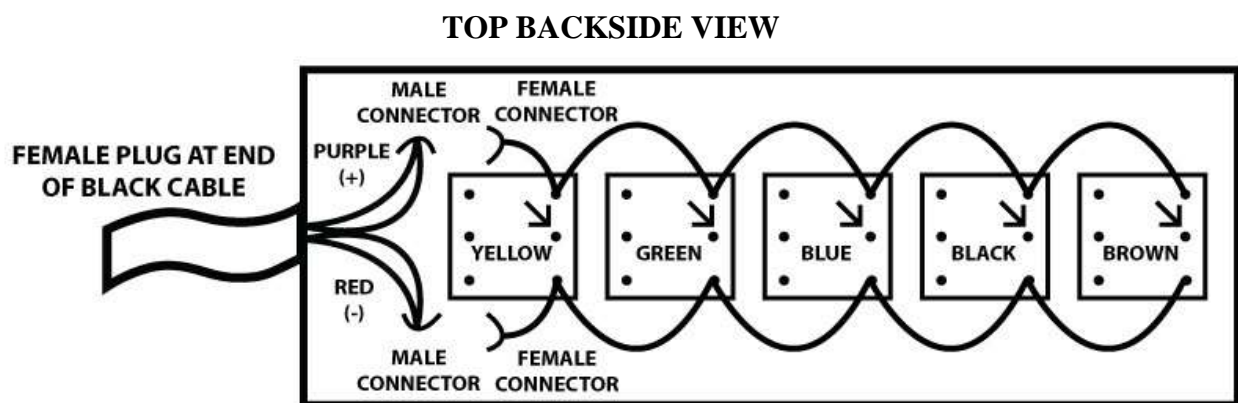 TOP BACKSIDE VIEW
MALE
CONNECTOR
FEMALE
CONNECTOR
FEMALE PLUG AT END
OF BLACK CABLE
PURPLE
(+)
YELLOW
GREEN
BLUE
BLACK
BROWN
RED
(-)
MALE
CONNECTOR
FEMALE
CONNECTOR